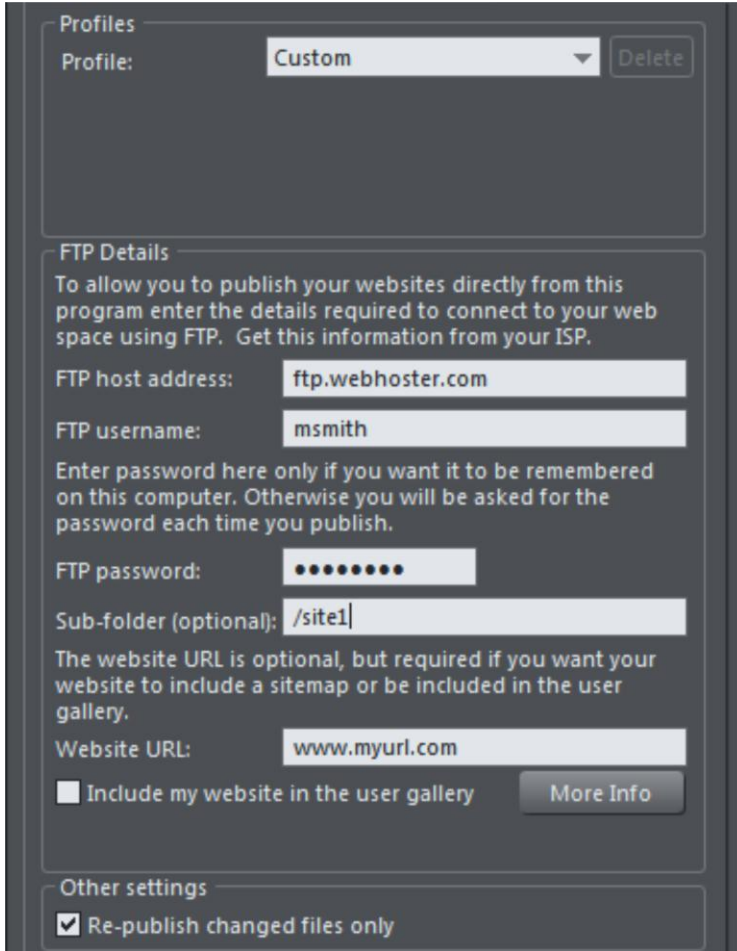 Profiles
Profile: Custom Delete
FTP Details
To allow you to publish your websites directly from this
program enter the details required to connect to your web
space using FTP. Get this information from your ISP.
FTP host address: ftp.webhoster.com
FTP username: msmith
Enter password here only if you want it to be remembered
on this computer. Otherwise you will be asked for the
password each time you publish.
FTP password: ••••••••
Sub-folder (optional): /site1
The website URL is optional, but required if you want your
website to include a sitemap or be included in the user
gallery.
Website URL: www.myurl.com
Include my website in the user gallery More Info
Other settings
Re-publish changed files only